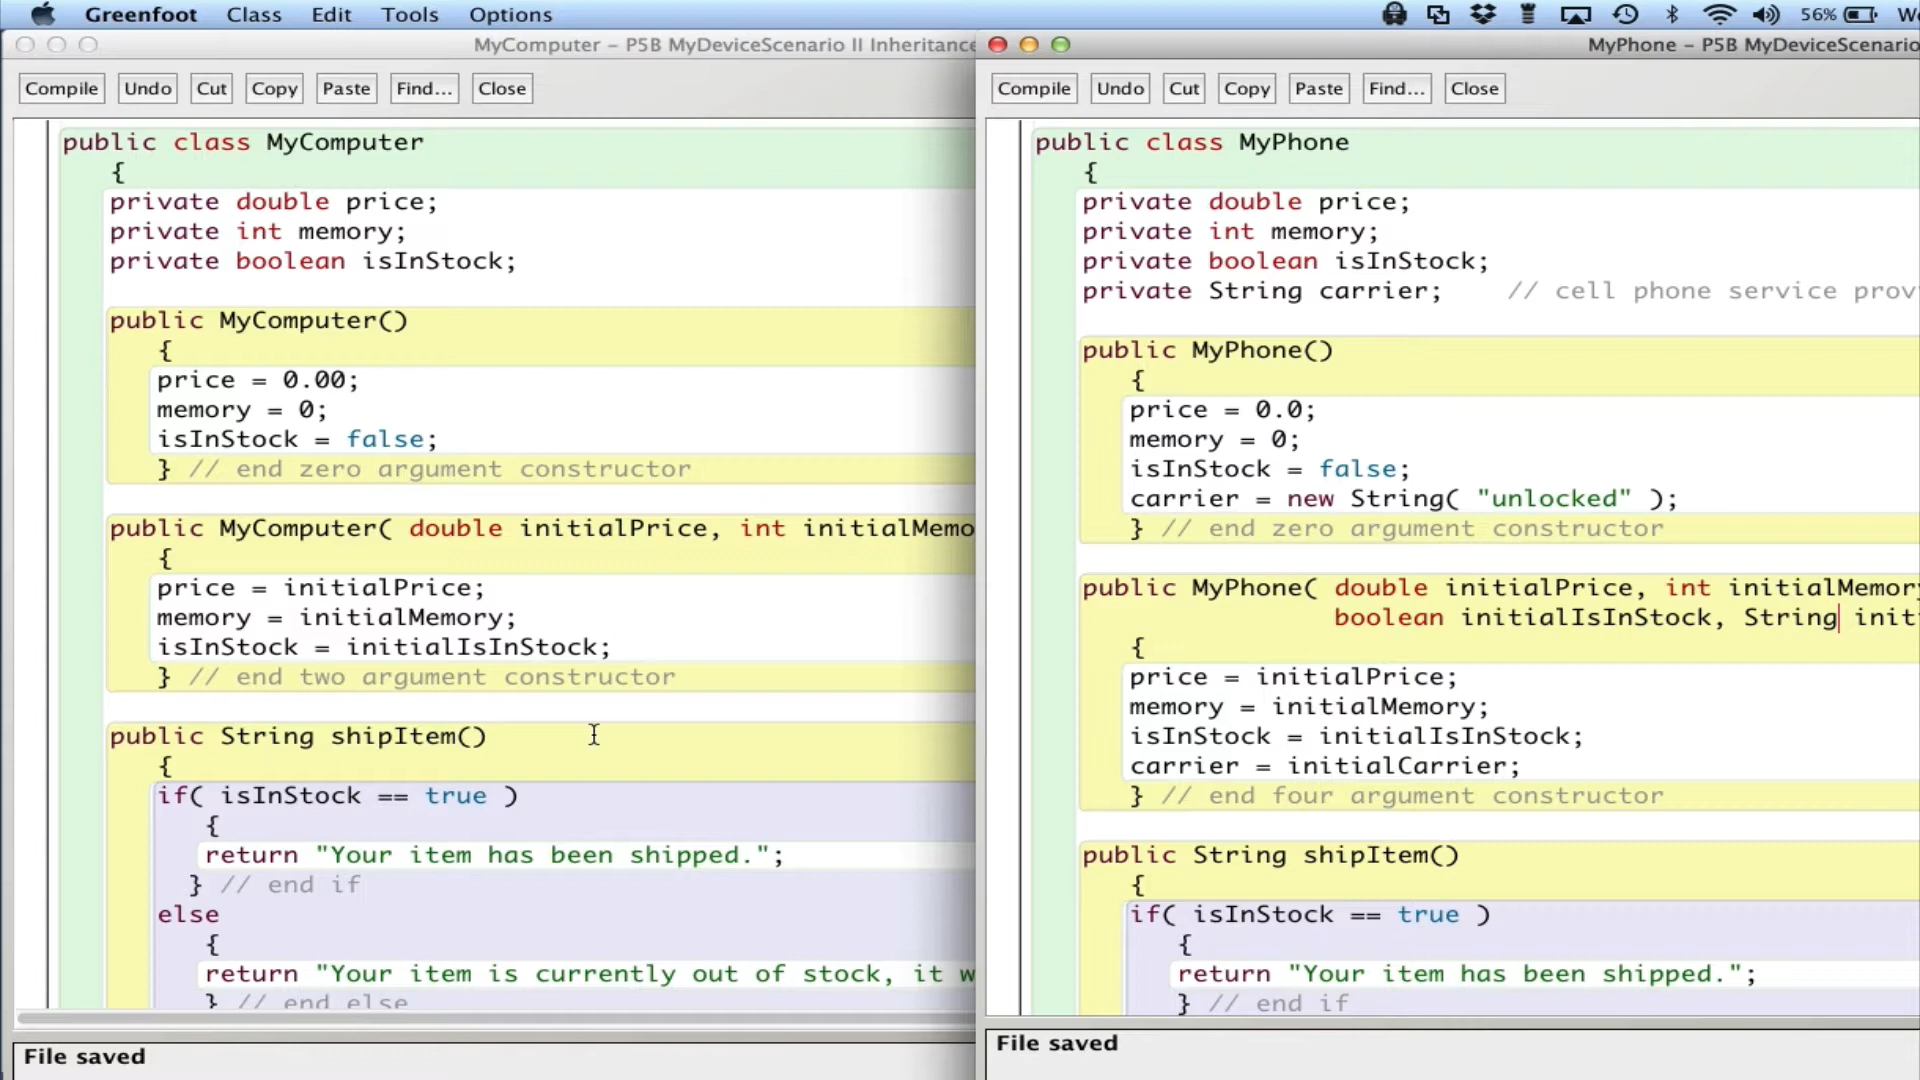 Greenfoot Class Edit Tools Options 56%
MyComputer – P5B MyDeviceScenario II Inheritance
Compile Undo Cut Copy Paste Find... Close
public class MyComputer
{
private double price;
private int memory;
private boolean isInStock;
public MyComputer()
{
price = 0.00;
memory = 0;
isInStock = false;
} // end zero argument constructor
public MyComputer( double initialPrice, int initialMemo
{
price = initialPrice;
memory = initialMemory;
isInStock = initialIsInStock;
} // end two argument constructor
public String shipItem()
{
if( isInStock == true )
{
return "Your item has been shipped.";
} // end if
else
{
return "Your item is currently out of stock, it w
} // end else
File saved
MyPhone – P5B MyDeviceScenario
Compile Undo Cut Copy Paste Find... Close
public class MyPhone
{
private double price;
private int memory;
private boolean isInStock;
private String carrier; // cell phone service prov
public MyPhone()
{
price = 0.0;
memory = 0;
isInStock = false;
carrier = new String( "unlocked" );
} // end zero argument constructor
public MyPhone( double initialPrice, int initialMemory
boolean initialIsInStock, String init
{
price = initialPrice;
memory = initialMemory;
isInStock = initialIsInStock;
carrier = initialCarrier;
} // end four argument constructor
public String shipItem()
{
if( isInStock == true )
{
return "Your item has been shipped.";
} // end if
File saved